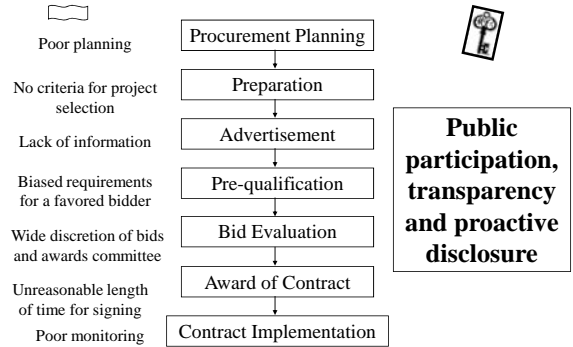 Poor planning
Procurement Planning
No criteria for project
selection
Preparation
Lack of information
Advertisement
Biased requirements
for a favored bidder
Pre-qualification
Wide discretion of bids
and awards committee
Bid Evaluation
Unreasonable length
of time for signing
Award of Contract
Poor monitoring
Contract Implementation
Public
participation,
transparency
and proactive
disclosure